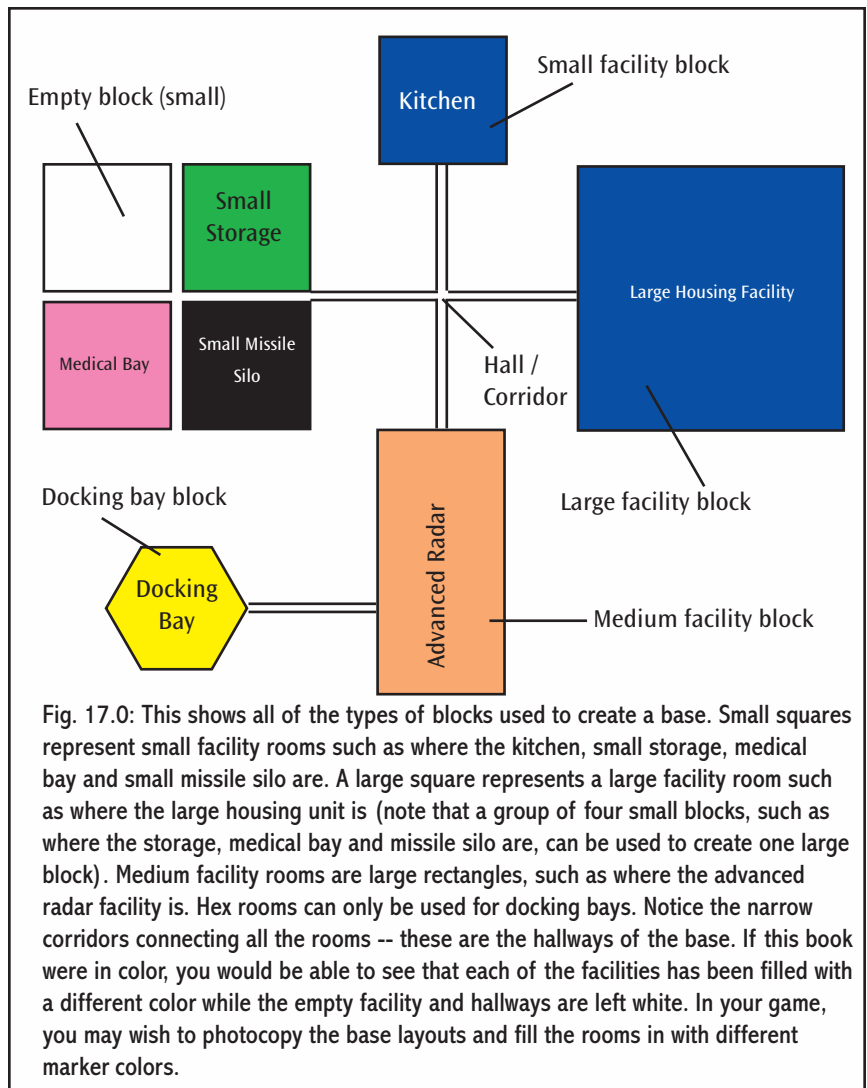 Small facility block
Kitchen
Empty block (small)
Small
Storage
Large Housing Facility
Medical Bay
Small Missile
Silo
Hall /
Corridor
Docking bay block
Large facility block
Docking
Bay
Advanced Radar
Medium facility block
Fig. 17.0: This shows all of the types of blocks used to create a base. Small squares
represent small facility rooms such as where the kitchen, small storage, medical
bay and small missile silo are. A large square represents a large facility room such
as where the large housing unit is (note that a group of four small blocks, such as
where the storage, medical bay and missile silo are, can be used to create one large
block). Medium facility rooms are large rectangles, such as where the advanced
radar facility is. Hex rooms can only be used for docking bays. Notice the narrow
corridors connecting all the rooms -- these are the hallways of the base. If this book
were in color, you would be able to see that each of the facilities has been filled with
a different color while the empty facility and hallways are left white. In your game,
you may wish to photocopy the base layouts and fill the rooms in with different
marker colors.